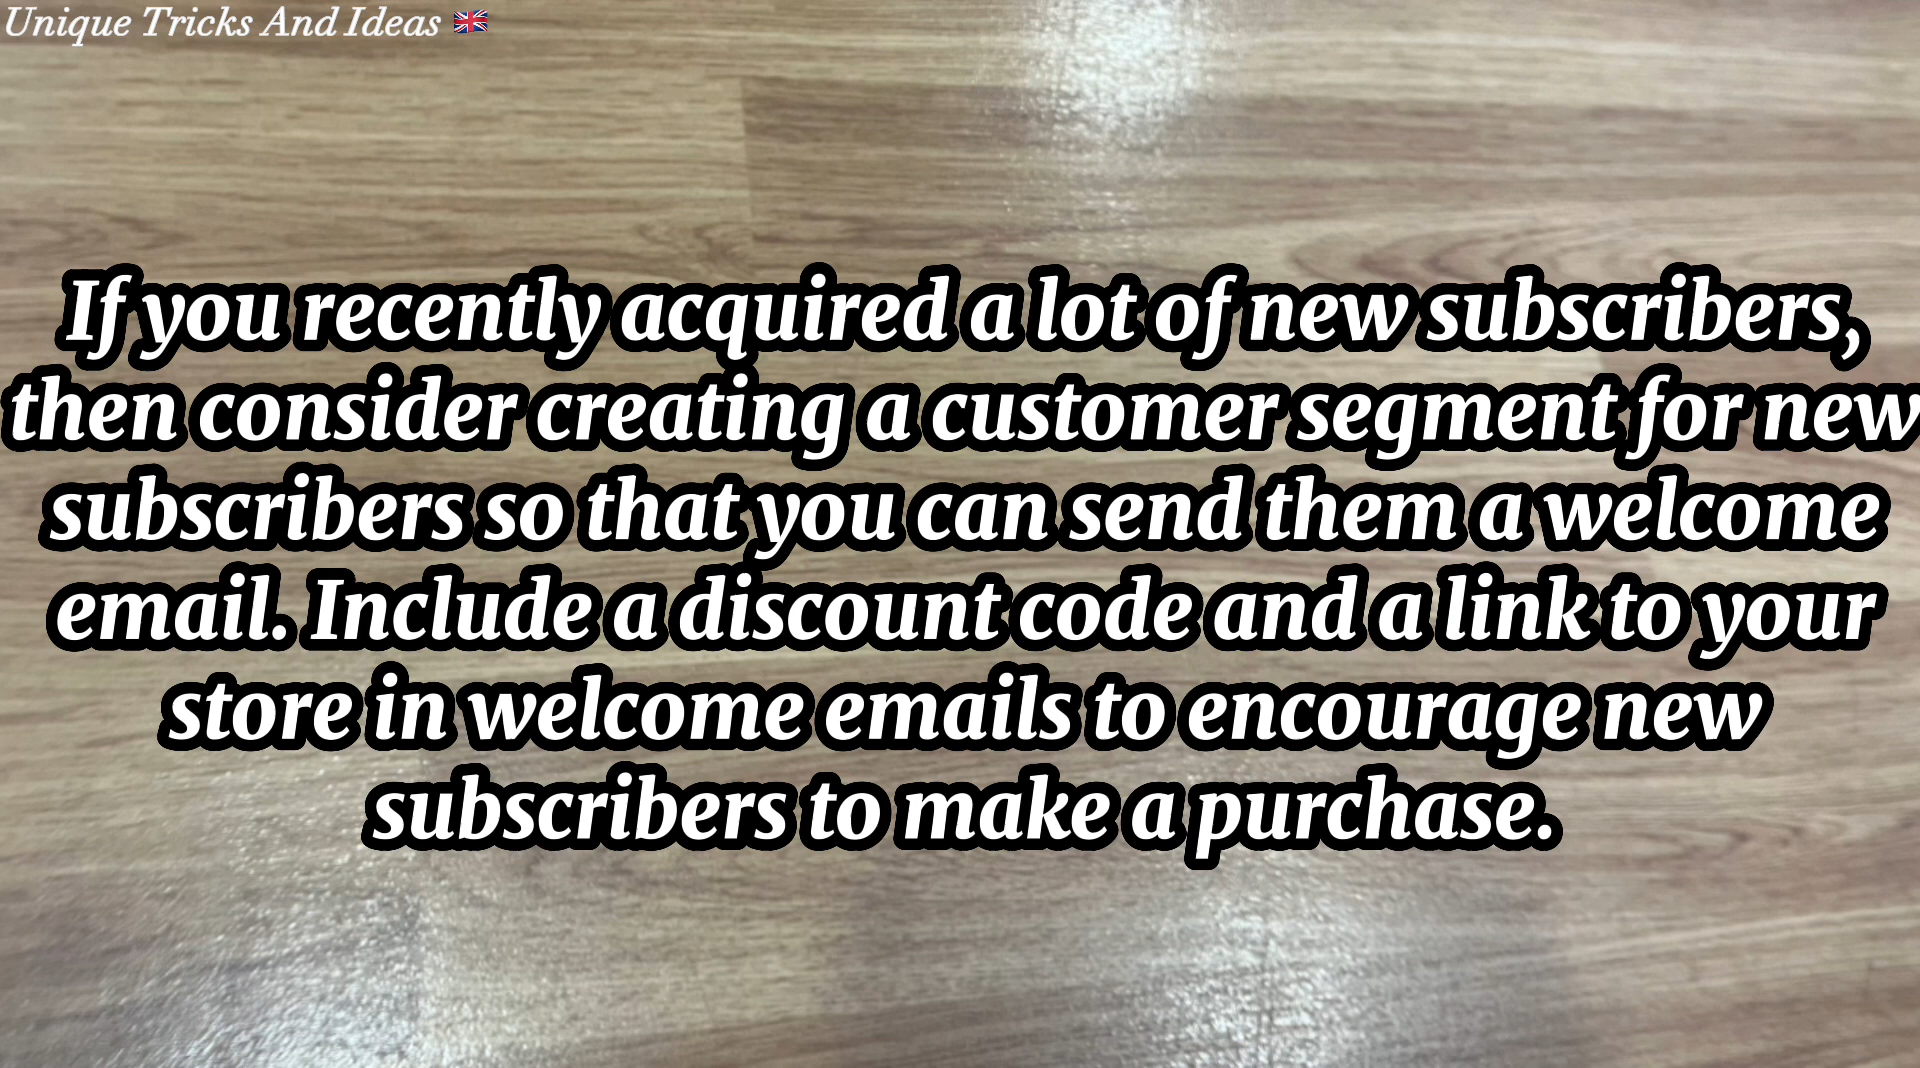 Unique Tricks And Ideas 🇬🇧
If you recently acquired a lot of new subscribers,
then consider creating a customer segment for new
subscribers so that you can send them a welcome
email. Include a discount code and a link to your
store in welcome emails to encourage new
subscribers to make a purchase.